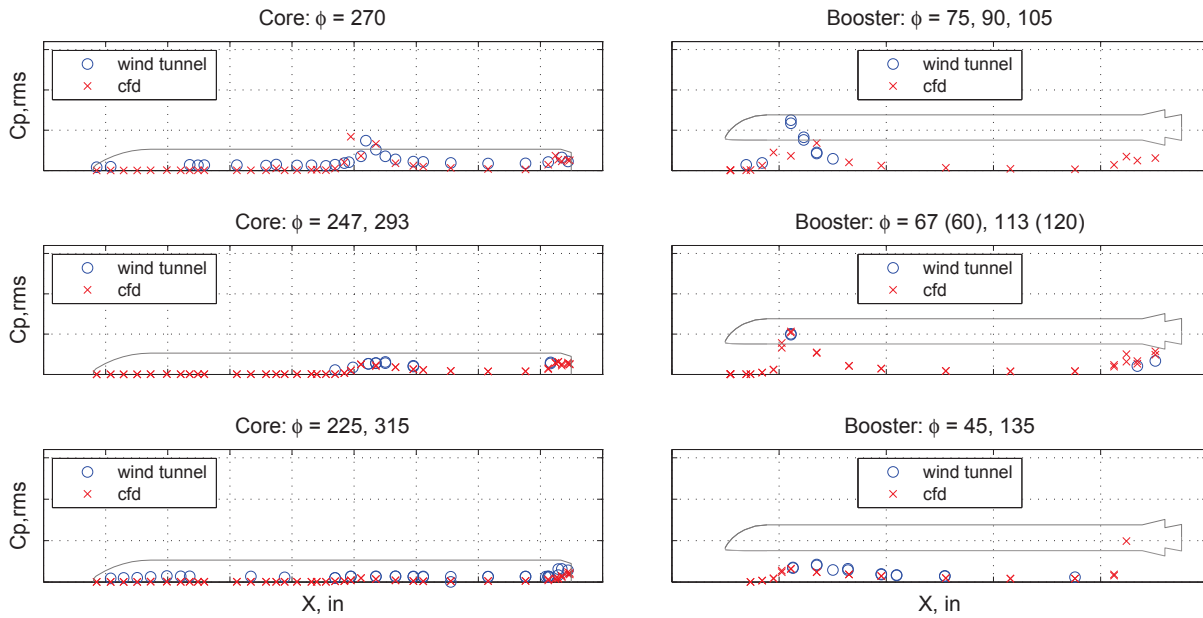 Core: ϕ = 270
Cp,rms
wind tunnel
cfd
Booster: ϕ = 75, 90, 105
wind tunnel
cfd
Core: ϕ = 247, 293
Cp,rms
wind tunnel
cfd
Booster: ϕ = 67 (60), 113 (120)
wind tunnel
cfd
Core: ϕ = 225, 315
Cp,rms
wind tunnel
cfd
X, in
Booster: ϕ = 45, 135
wind tunnel
cfd
X, in